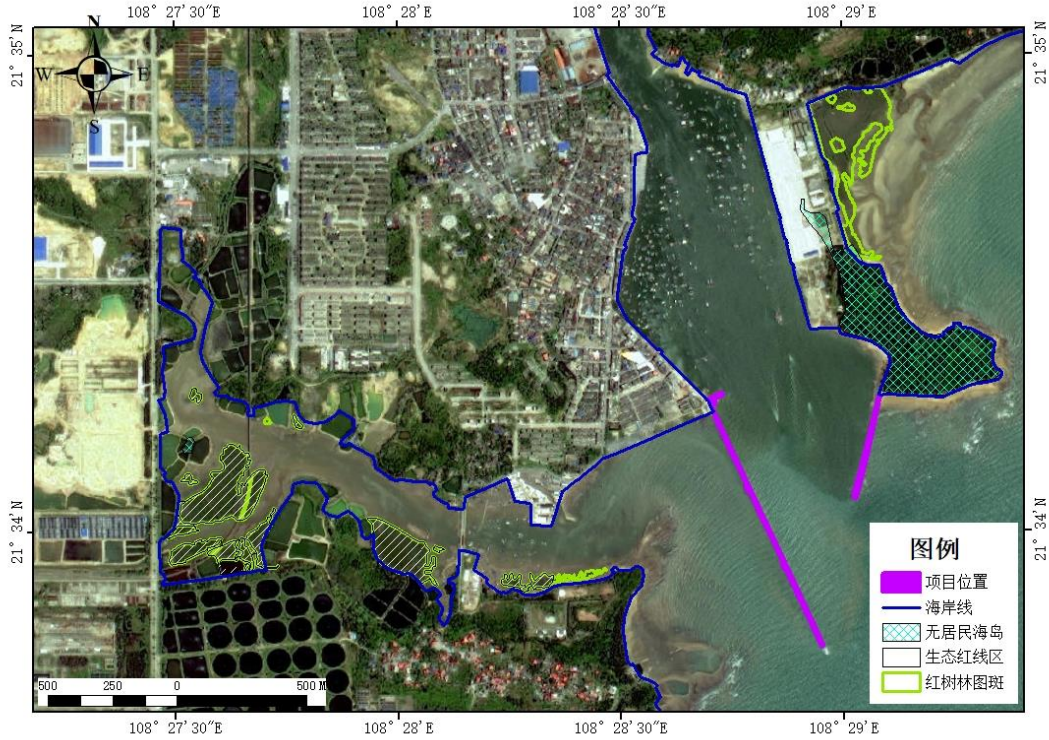 108° 27'30"E 108° 28'E 108° 28'30"E 108° 29'E
21° 35'N
21° 35'N
N
W E
S
21° 34'N
21° 34'N
图例
项目位置
海岸线
无居民海岛
生态红线区
红树林图斑
500 250 0 500 M
108° 27'30"E 108° 28'E 108° 28'30"E 108° 29'E